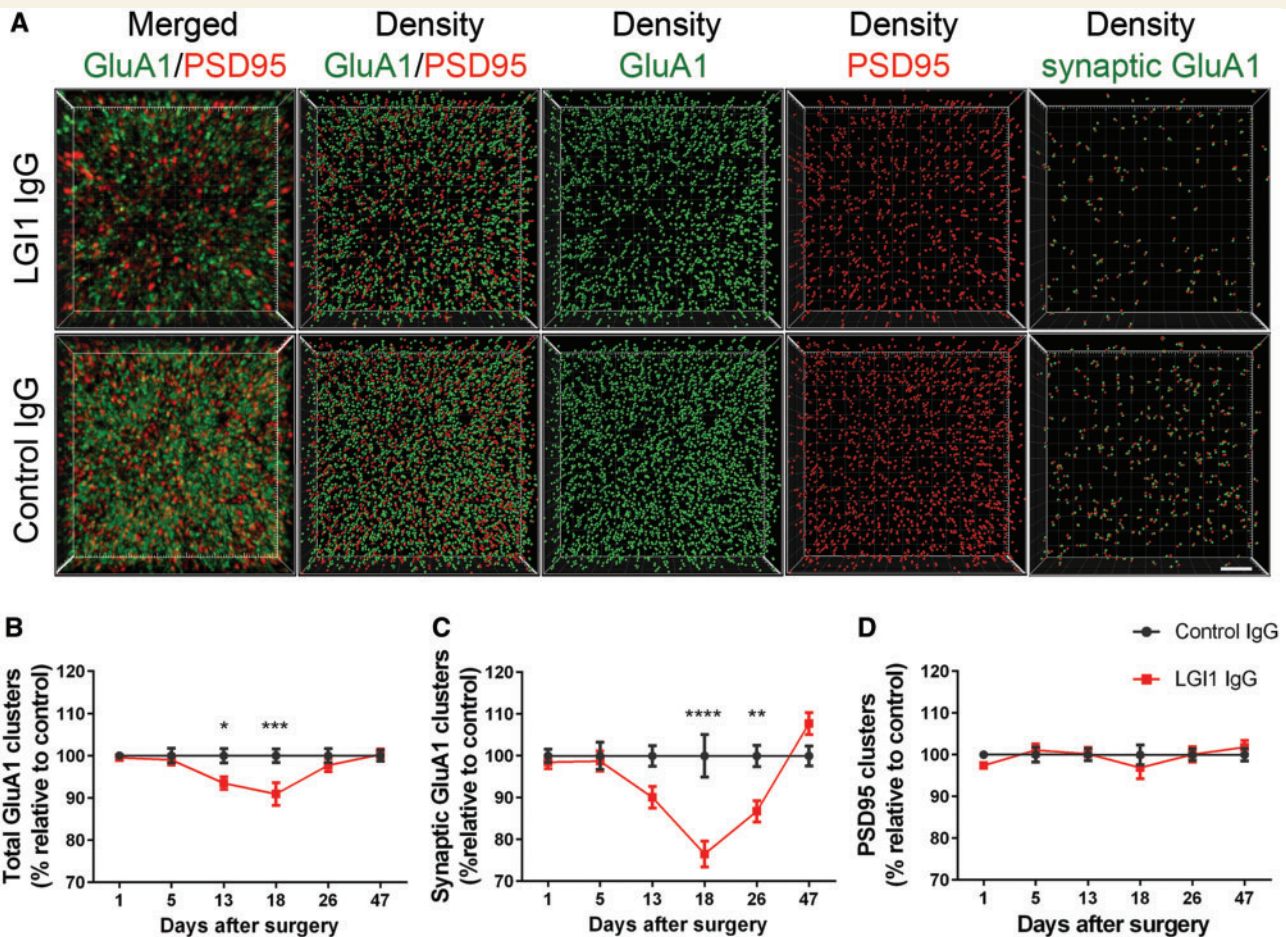 A
Merged
GluA1/PSD95
Density
GluA1/PSD95
Density
GluA1
Density
PSD95
Density
synaptic GluA1
LGI1 IgG
Control IgG
B
Total GluA1 clusters
(% relative to control)
120
110
100
90
80
70
* ***
1 5 13 18 26 47
Days after surgery
C
Synaptic GluA1 clusters
(%relative to control)
120
110
100
90
80
70
**** **
1 5 13 18 26 47
Days after surgery
D
Control IgG
LGI1 IgG
PSD95 clusters
(% relative to control)
120
110
100
90
80
70
1 5 13 18 26 47
Days after surgery